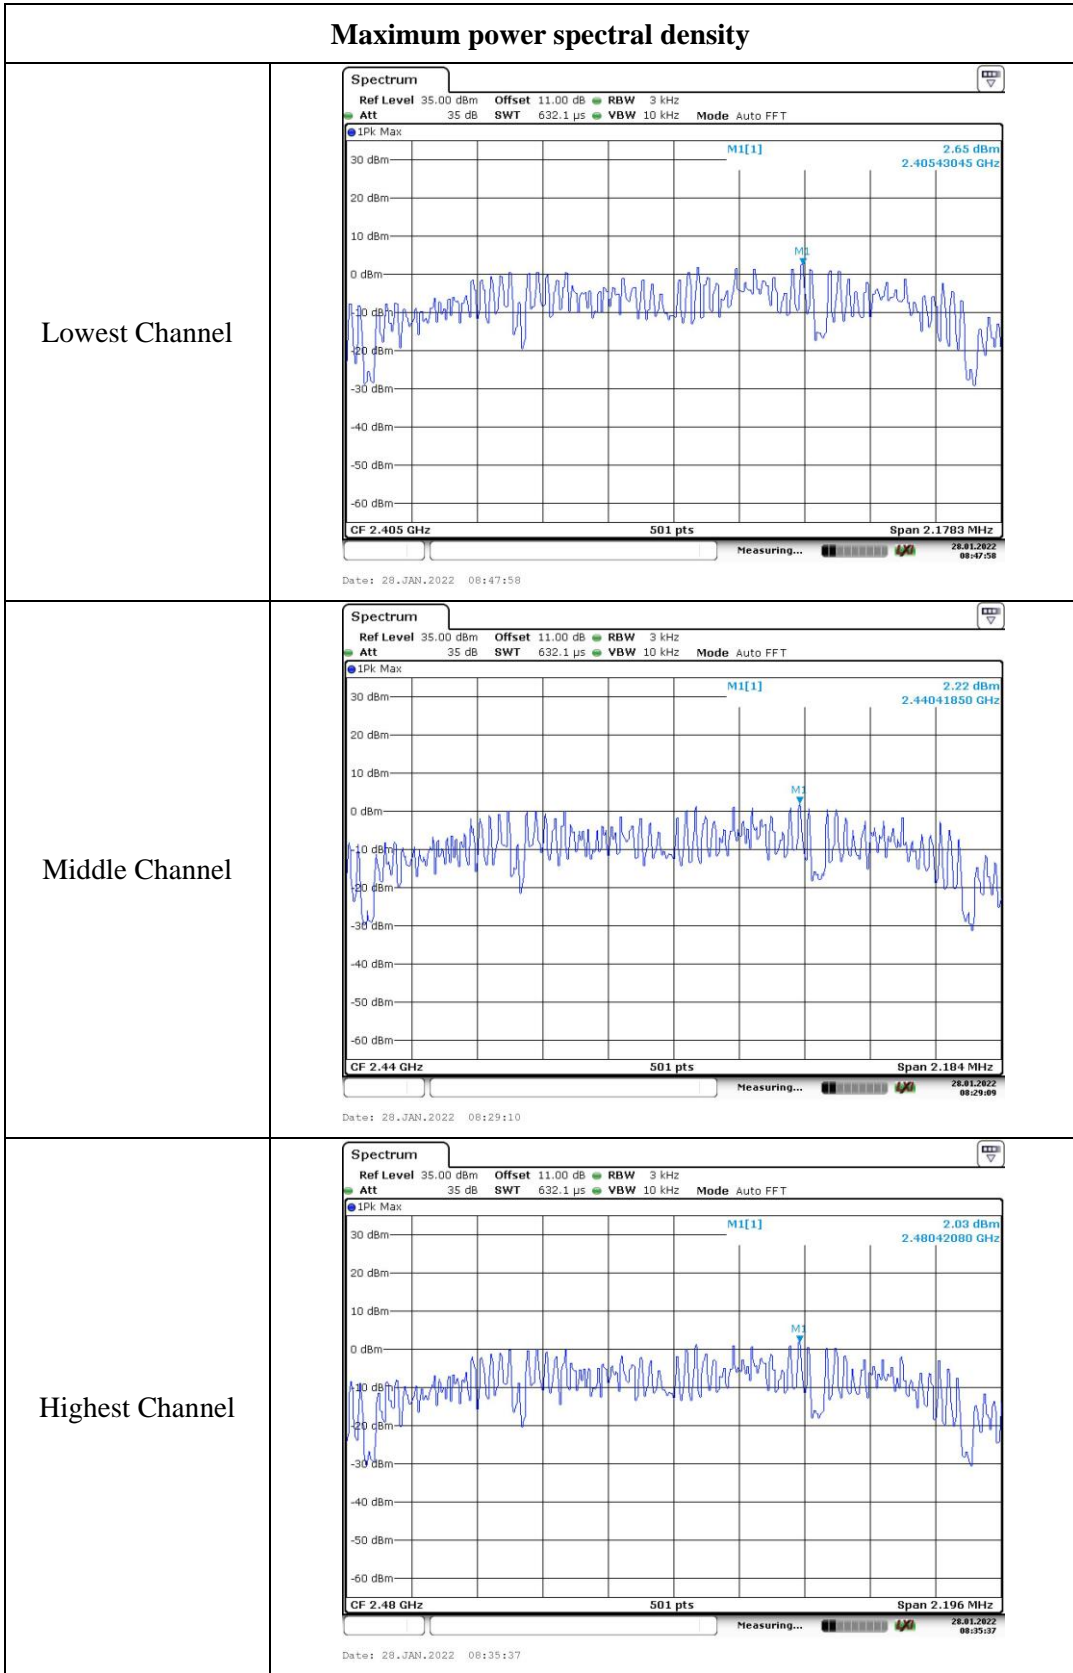 Maximum power spectral density
Lowest Channel
Spectrum
Ref Level 35.00 dBm Offset 11.00 dB RBW 3 kHz
Att 35 dB SWT 632.1 µs VBW 10 kHz Mode Auto FFT
1Pk Max
M1[1] 2.65 dBm
2.40543045 GHz
30 dBm
20 dBm
10 dBm
M1
0 dBm
-10 dBm
-20 dBm
-30 dBm
-40 dBm
-50 dBm
-60 dBm
CF 2.405 GHz 501 pts Span 2.1783 MHz
Measuring... LXI 28.01.2022
08:47:58
Date: 28.JAN.2022 08:47:58
Middle Channel
Spectrum
Ref Level 35.00 dBm Offset 11.00 dB RBW 3 kHz
Att 35 dB SWT 632.1 µs VBW 10 kHz Mode Auto FFT
1Pk Max
M1[1] 2.22 dBm
2.44041850 GHz
30 dBm
20 dBm
10 dBm
M1
0 dBm
-10 dBm
-20 dBm
-30 dBm
-40 dBm
-50 dBm
-60 dBm
CF 2.44 GHz 501 pts Span 2.184 MHz
Measuring... LXI 28.01.2022
08:29:09
Date: 28.JAN.2022 08:29:10
Highest Channel
Spectrum
Ref Level 35.00 dBm Offset 11.00 dB RBW 3 kHz
Att 35 dB SWT 632.1 µs VBW 10 kHz Mode Auto FFT
1Pk Max
M1[1] 2.03 dBm
2.48042080 GHz
30 dBm
20 dBm
10 dBm
M1
0 dBm
-10 dBm
-20 dBm
-30 dBm
-40 dBm
-50 dBm
-60 dBm
CF 2.48 GHz 501 pts Span 2.196 MHz
Measuring... LXI 28.01.2022
08:35:37
Date: 28.JAN.2022 08:35:37